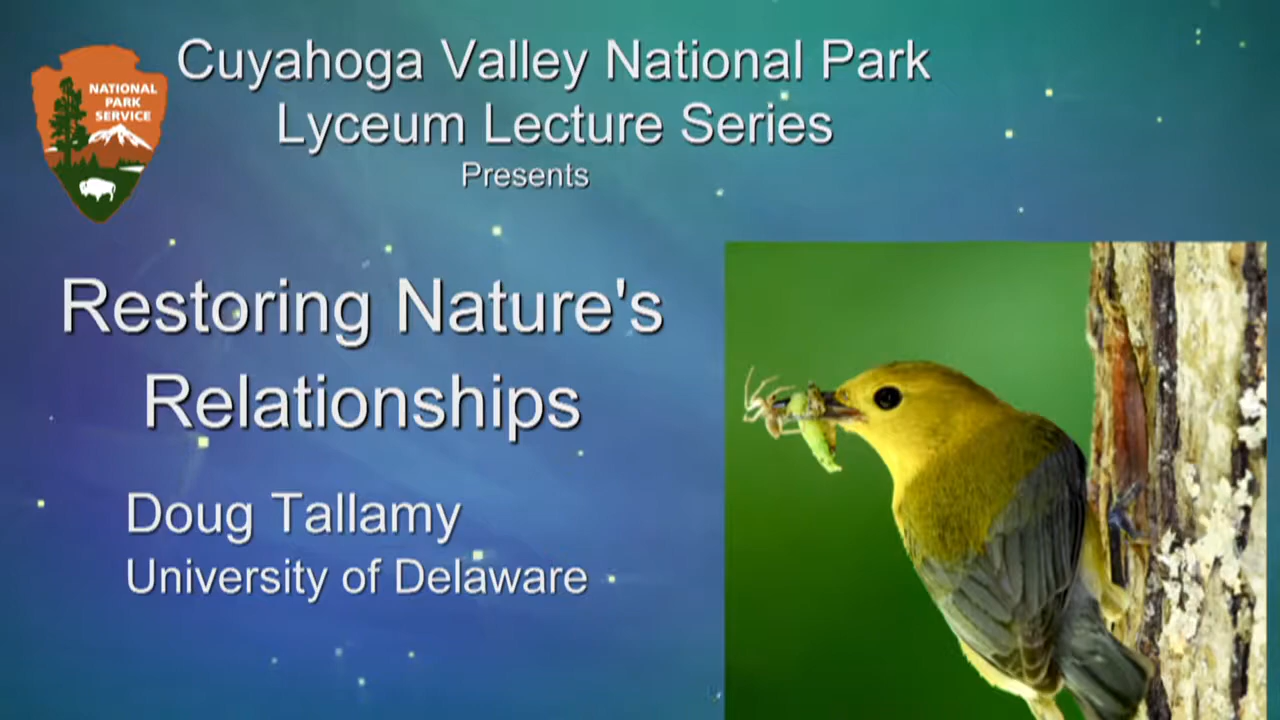 NATIONAL
PARK
SERVICE
Cuyahoga Valley National Park
Lyceum Lecture Series
Presents
Restoring Nature's
Relationships
Doug Tallamy
University of Delaware